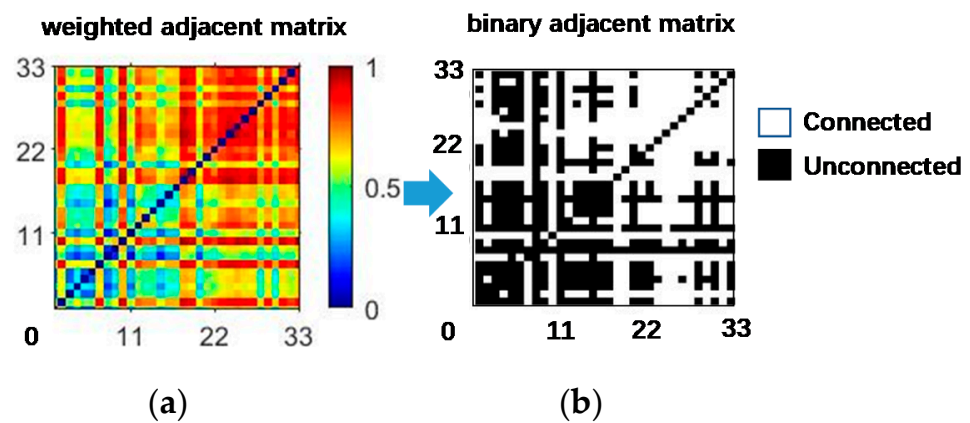 weighted adjacent matrix
33
22
11
0
11
22
33
1
0.5
0
(a)
binary adjacent matrix
33
22
11
0
11
22
33
Connected
Unconnected
(b)